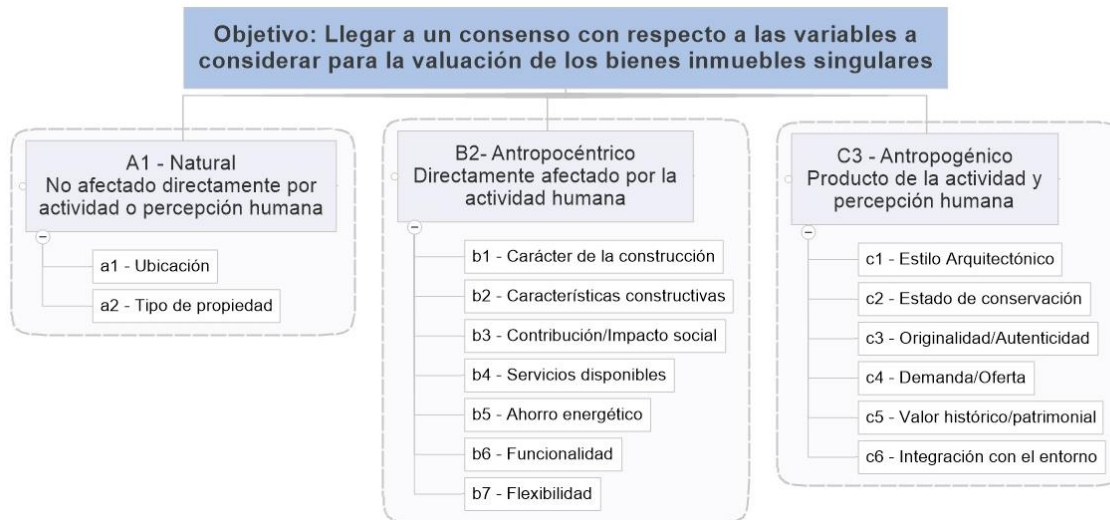 Objetivo: Llegar a un consenso con respecto a las variables a
considerar para la valuación de los bienes inmuebles singulares
A1 - Natural
No afectado directamente por
actividad o percepción humana
a1 - Ubicación
a2 - Tipo de propiedad
B2- Antropocéntrico
Directamente afectado por la
actividad humana
b1 - Carácter de la construcción
b2 - Características constructivas
b3 - Contribución/Impacto social
b4 - Servicios disponibles
b5 - Ahorro energético
b6 - Funcionalidad
b7 - Flexibilidad
C3 - Antropogénico
Producto de la actividad y
percepción humana
c1 - Estilo Arquitectónico
c2 - Estado de conservación
c3 - Originalidad/Autenticidad
c4 - Demanda/Oferta
c5 - Valor histórico/patrimonial
c6 - Integración con el entorno